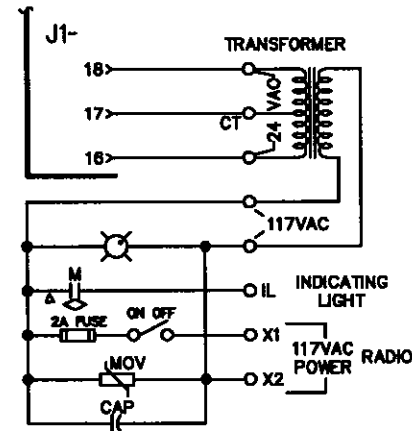 J1-
TRANSFORMER
18
17
CT
24 VAC
16
117VAC
M
IL
INDICATING
LIGHT
Δ
2A FUSE
ON OFF
X1
117VAC
POWER
RADIO
MOV
X2
CAP